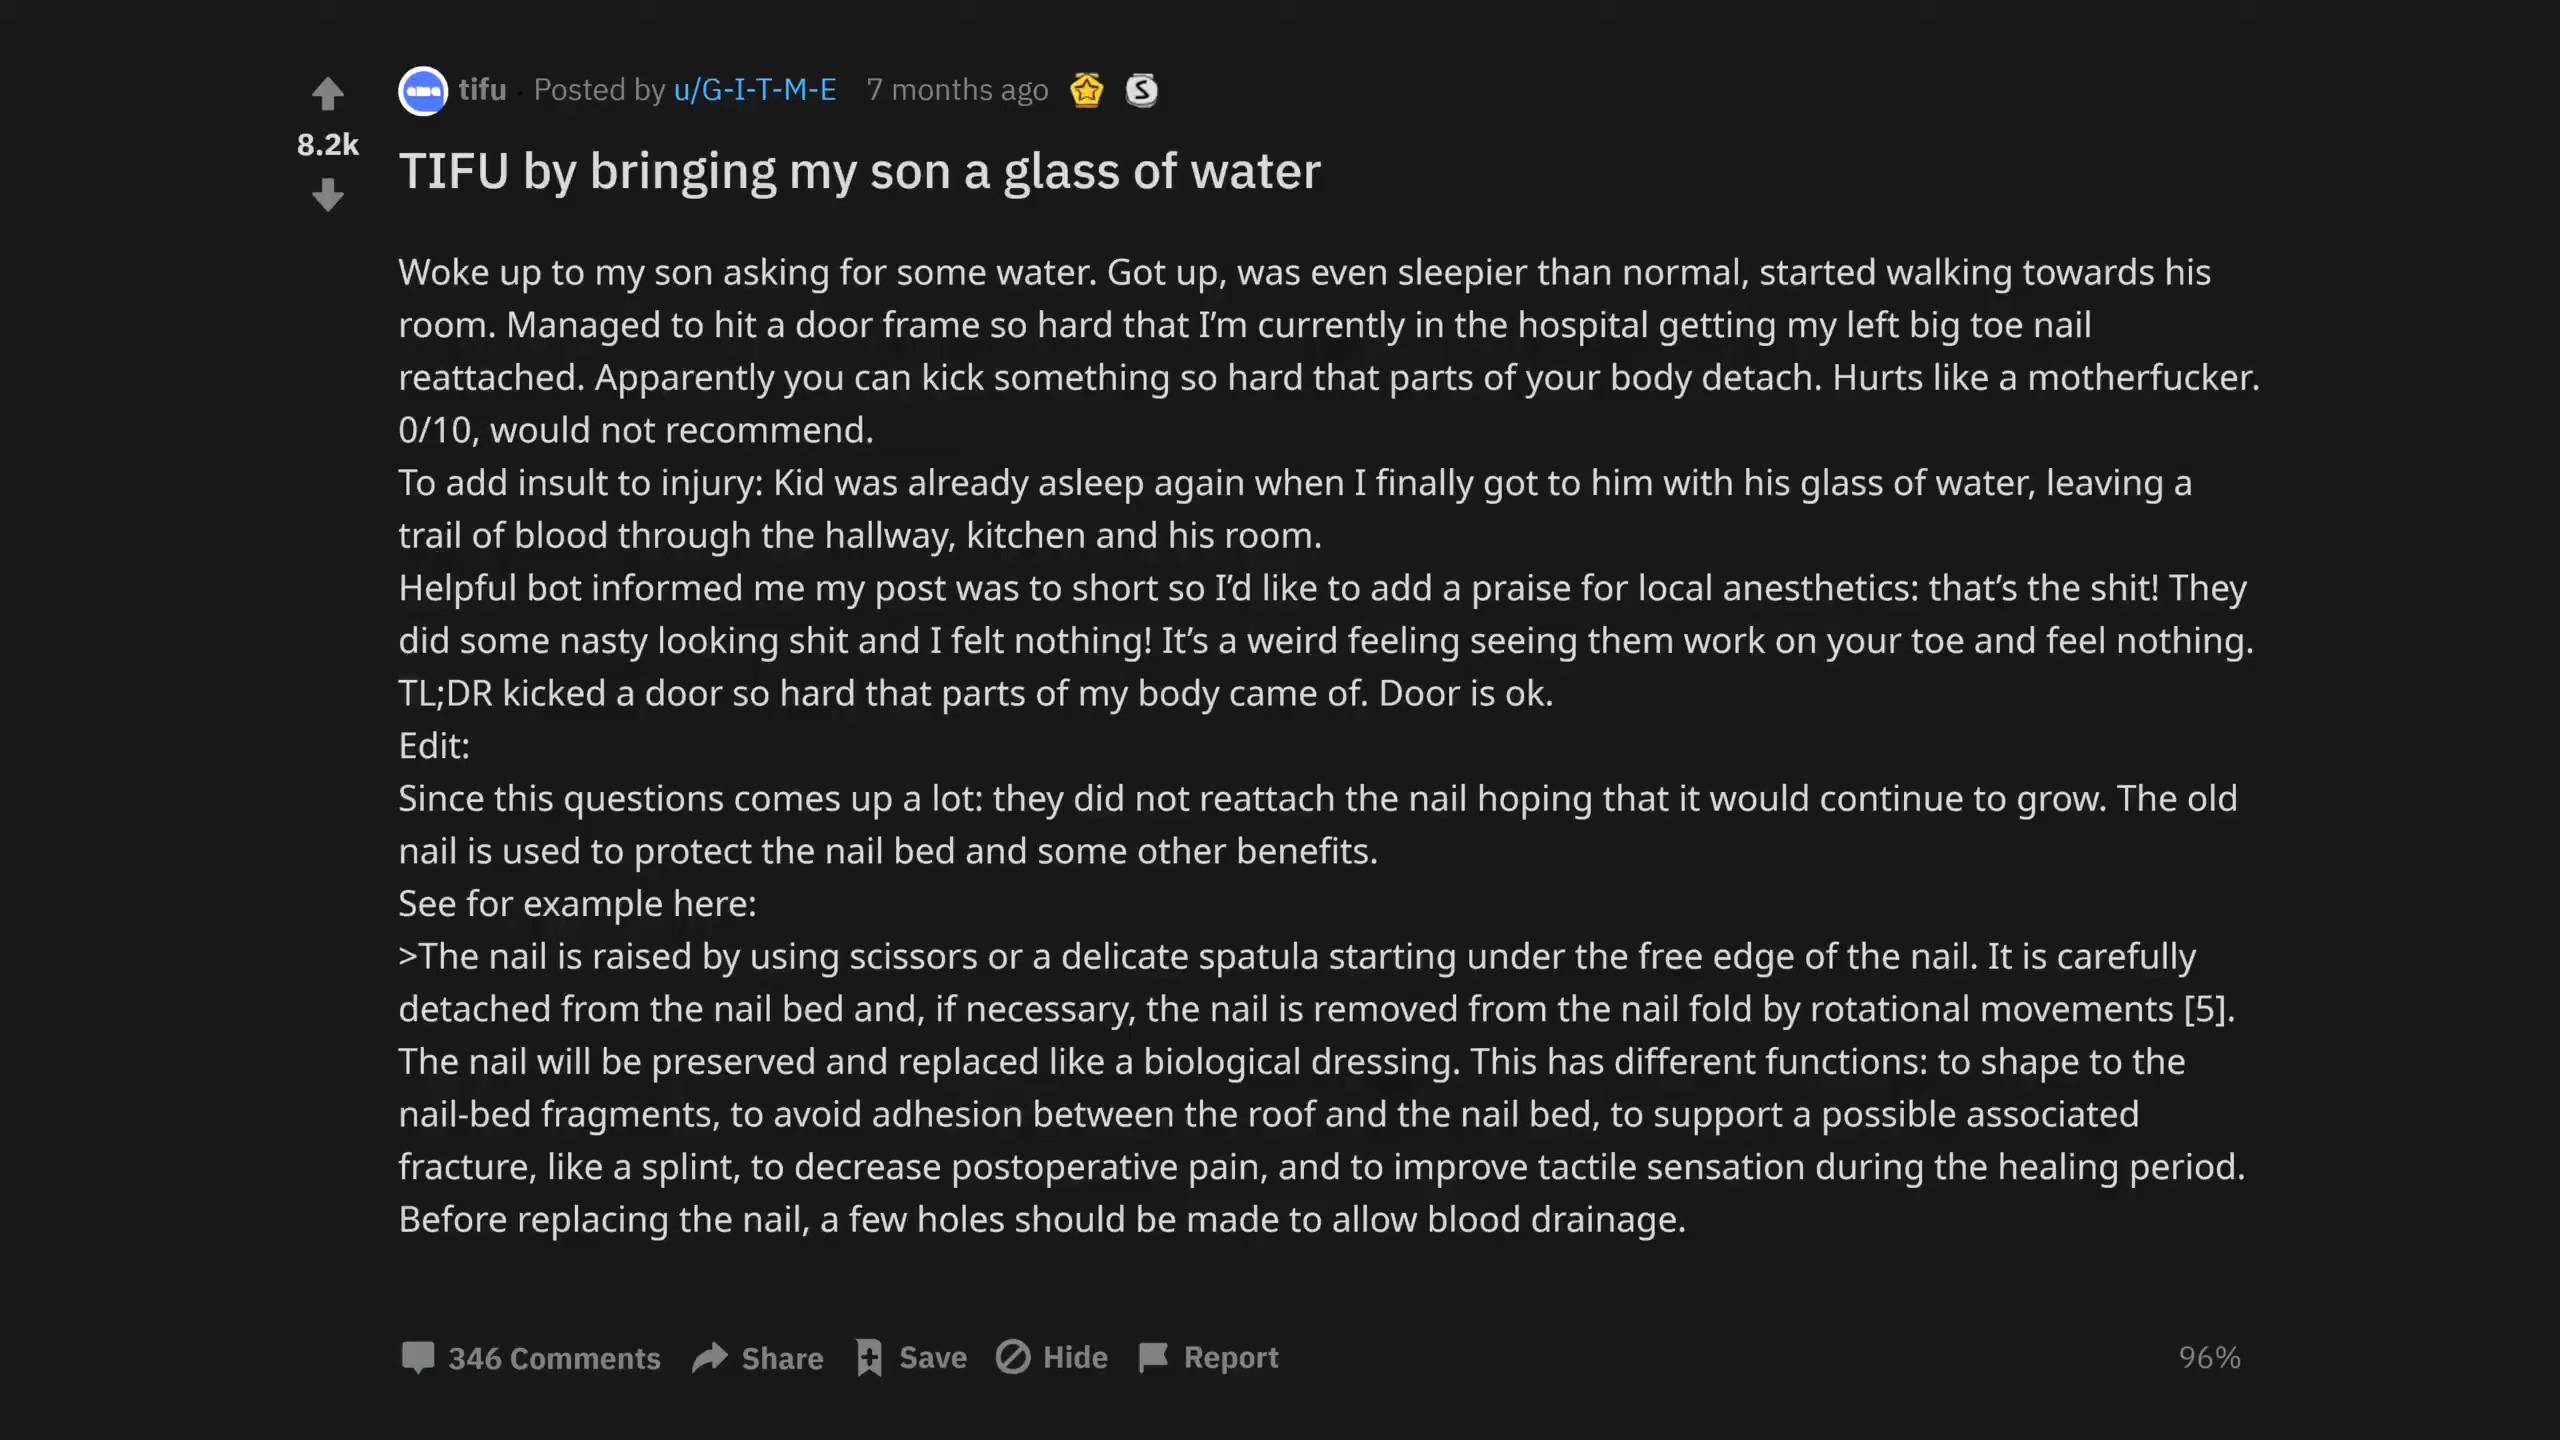 tifu · Posted by u/G-I-T-M-E 7 months ago
8.2k
TIFU by bringing my son a glass of water
Woke up to my son asking for some water. Got up, was even sleepier than normal, started walking towards his
room. Managed to hit a door frame so hard that I’m currently in the hospital getting my left big toe nail
reattached. Apparently you can kick something so hard that parts of your body detach. Hurts like a motherfucker.
0/10, would not recommend.
To add insult to injury: Kid was already asleep again when I finally got to him with his glass of water, leaving a
trail of blood through the hallway, kitchen and his room.
Helpful bot informed me my post was to short so I’d like to add a praise for local anesthetics: that’s the shit! They
did some nasty looking shit and I felt nothing! It’s a weird feeling seeing them work on your toe and feel nothing.
TL;DR kicked a door so hard that parts of my body came of. Door is ok.
Edit:
Since this questions comes up a lot: they did not reattach the nail hoping that it would continue to grow. The old
nail is used to protect the nail bed and some other benefits.
See for example here:
>The nail is raised by using scissors or a delicate spatula starting under the free edge of the nail. It is carefully
detached from the nail bed and, if necessary, the nail is removed from the nail fold by rotational movements [5].
The nail will be preserved and replaced like a biological dressing. This has different functions: to shape to the
nail-bed fragments, to avoid adhesion between the roof and the nail bed, to support a possible associated
fracture, like a splint, to decrease postoperative pain, and to improve tactile sensation during the healing period.
Before replacing the nail, a few holes should be made to allow blood drainage.
346 Comments Share Save Hide Report 96%